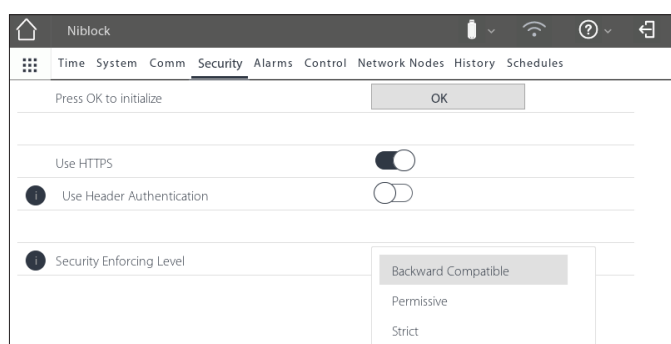 Niblock
Time System Comm Security Alarms Control Network Nodes History Schedules
Press OK to initialize OK
Use HTTPS
Use Header Authentication
Security Enforcing Level
Backward Compatible
Permissive
Strict